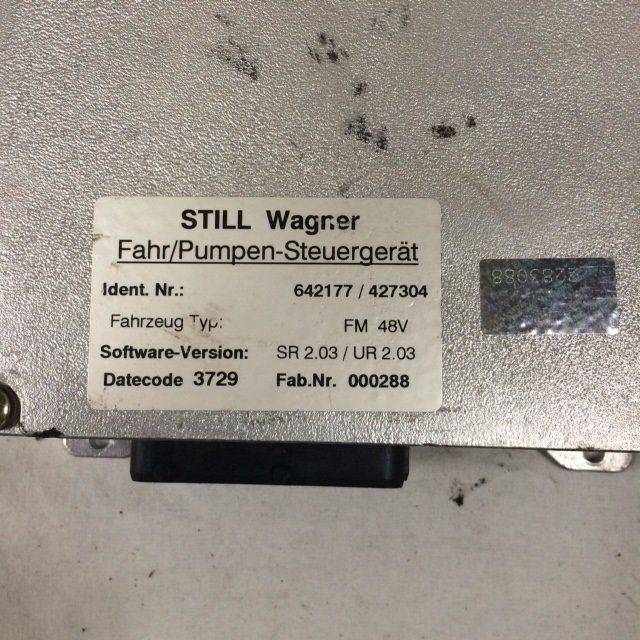 STILL Wagner
Fahr/Pumpen-Steuergerät
Ident. Nr.: 642177 / 427304
Fahrzeug Typ: FM 48V
Software-Version: SR 2.03 / UR 2.03
Datecode 3729 Fab.Nr. 000288